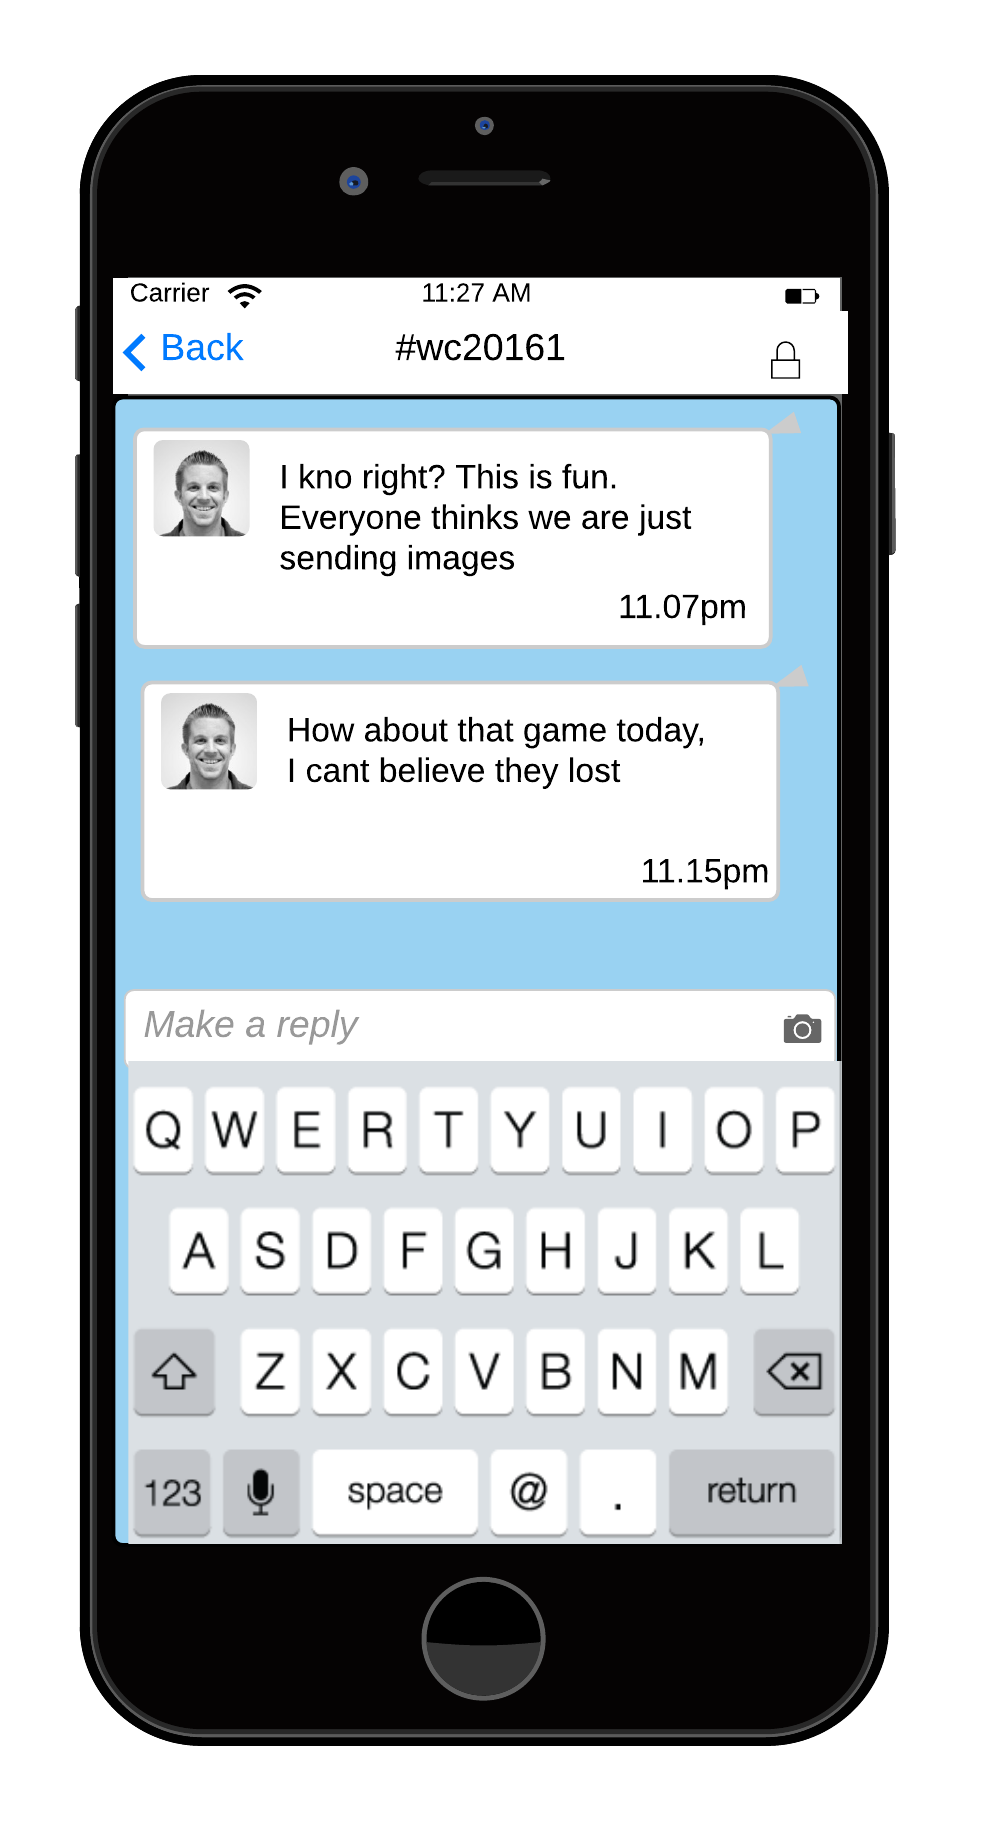 Carrier 11:27 AM
Back #wc20161
I kno right? This is fun.
Everyone thinks we are just
sending images
11.07pm
How about that game today,
I cant believe they lost
11.15pm
Make a reply
Q W E R T Y U I O P
A S D F G H J K L
Z X C V B N M
123 space @ . return